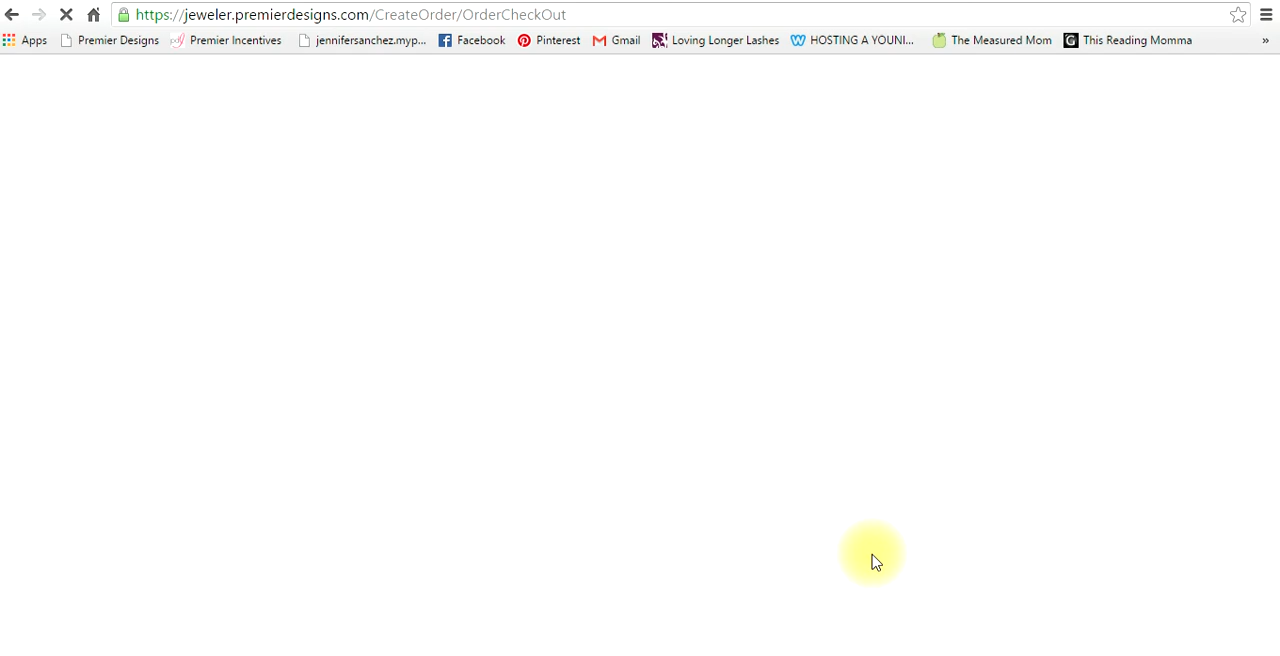 https://jeweler.premierdesigns.com/CreateOrder/OrderCheckOut
Apps Premier Designs Premier Incentives jennifersanchez.myp... Facebook Pinterest Gmail Loving Longer Lashes HOSTING A YOUNI... The Measured Mom This Reading Momma »